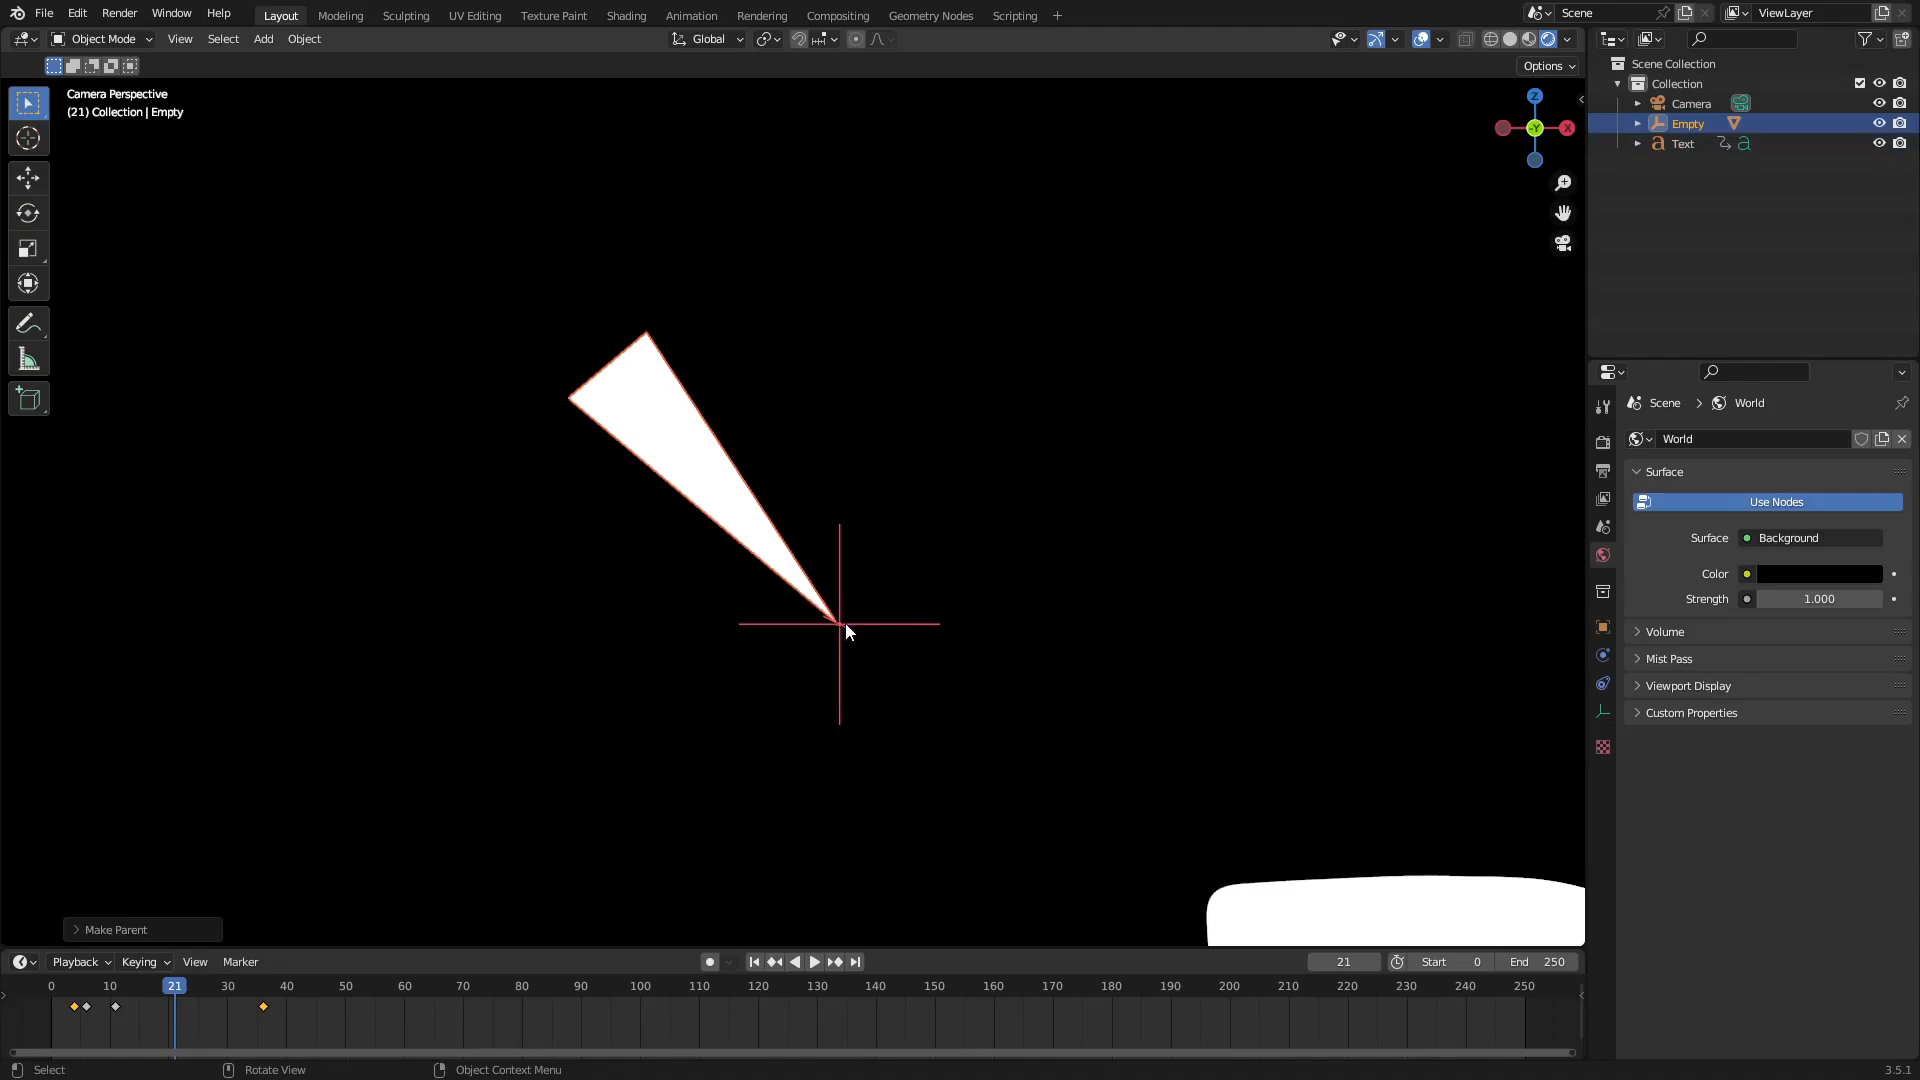 File Edit Render Window Help Layout Modeling Sculpting UV Editing Texture Paint Shading Animation Rendering Compositing Geometry Nodes Scripting Scene ViewLayer
Object Mode View Select Add Object Global
Options
Camera Perspective
(21) Collection | Empty
Z
-Y
X
Scene Collection
Collection
Camera
Empty
Text
Scene > World
World
Surface
Use Nodes
Surface Background
Color
Strength 1.000
Volume
Mist Pass
Viewport Display
Custom Properties
Make Parent
Playback Keying View Marker 21 Start 0 End 250
0 10 21 30 40 50 60 70 80 90 100 110 120 130 140 150 160 170 180 190 200 210 220 230 240 250
Select Rotate View Object Context Menu 3.5.1